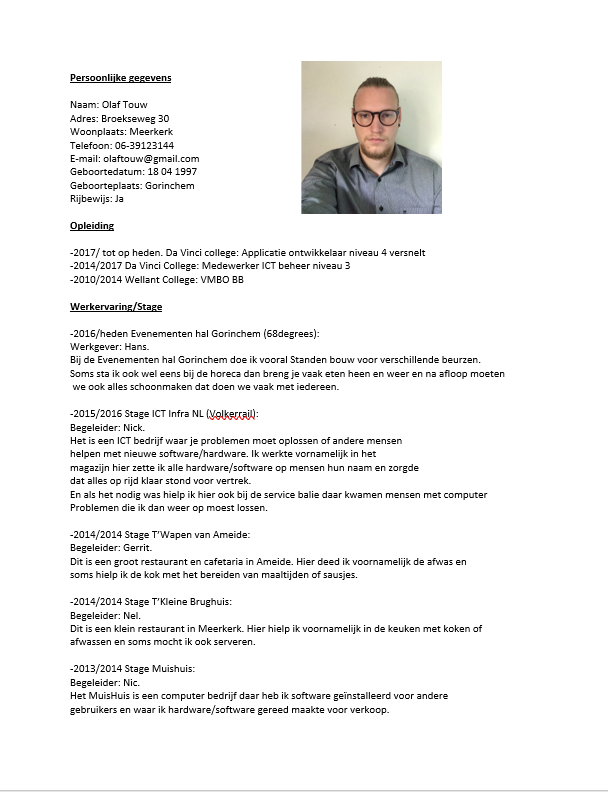 Persoonlijke gegevens
Naam: Olaf Touw
Adres: Broekseweg 30
Woonplaats: Meerkerk
Telefoon: 06-39123144
E-mail: olaftouw@gmail.com
Geboortedatum: 18 04 1997
Geboorteplaats: Gorinchem
Rijbewijs: Ja
Opleiding
-2017/ tot op heden. Da Vinci college: Applicatie ontwikkelaar niveau 4 versnelt
-2014/2017 Da Vinci College: Medewerker ICT beheer niveau 3
-2010/2014 Wellant College: VMBO BB
Werkervaring/Stage
-2016/heden Evenementen hal Gorinchem (68degrees):
Werkgever: Hans.
Bij de Evenementen hal Gorinchem doe ik vooral Standen bouw voor verschillende beurzen.
Soms sta ik ook wel eens bij de horeca dan breng je vaak eten heen en weer en na afloop moeten
we ook alles schoonmaken dat doen we vaak met iedereen.
-2015/2016 Stage ICT Infra NL (Volkerrail):
Begeleider: Nick.
Het is een ICT bedrijf waar je problemen moet oplossen of andere mensen
helpen met nieuwe software/hardware. Ik werkte vornamelijk in het
magazijn hier zette ik alle hardware/software op mensen hun naam en zorgde
dat alles op rijd klaar stond voor vertrek.
En als het nodig was hielp ik hier ook bij de service balie daar kwamen mensen met computer
Problemen die ik dan weer op moest lossen.
-2014/2014 Stage T'Wapen van Ameide:
Begeleider: Gerrit.
Dit is een groot restaurant en cafetaria in Ameide. Hier deed ik voornamelijk de afwas en
soms hielp ik de kok met het bereiden van maaltijden of sausjes.
-2014/2014 Stage T'Kleine Brughuis:
Begeleider: Nel.
Dit is een klein restaurant in Meerkerk. Hier hielp ik voornamelijk in de keuken met koken of
afwassen en soms mocht ik ook serveren.
-2013/2014 Stage Muishuis:
Begeleider: Nic.
Het MuisHuis is een computer bedrijf daar heb ik software geïnstalleerd voor andere
gebruikers en waar ik hardware/software gereed maakte voor verkoop.